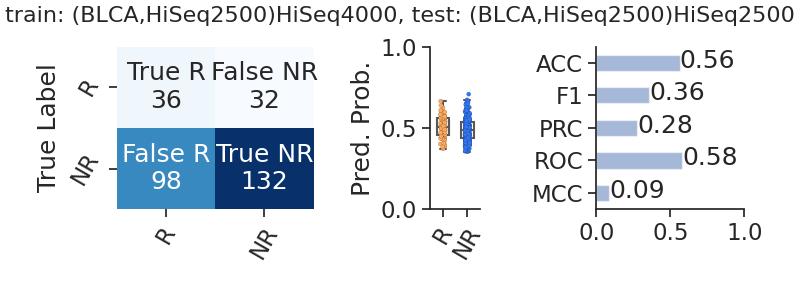 train: (BLCA,HiSeq2500)HiSeq4000, test: (BLCA,HiSeq2500)HiSeq2500
True Label
R
NR
True R
36
False NR
32
False R
98
True NR
132
R
NR
Pred. Prob.
1.0
0.5
0.0
R
NR
ACC
0.56
F1
0.36
PRC
0.28
ROC
0.58
MCC
0.09
0.0
0.5
1.0